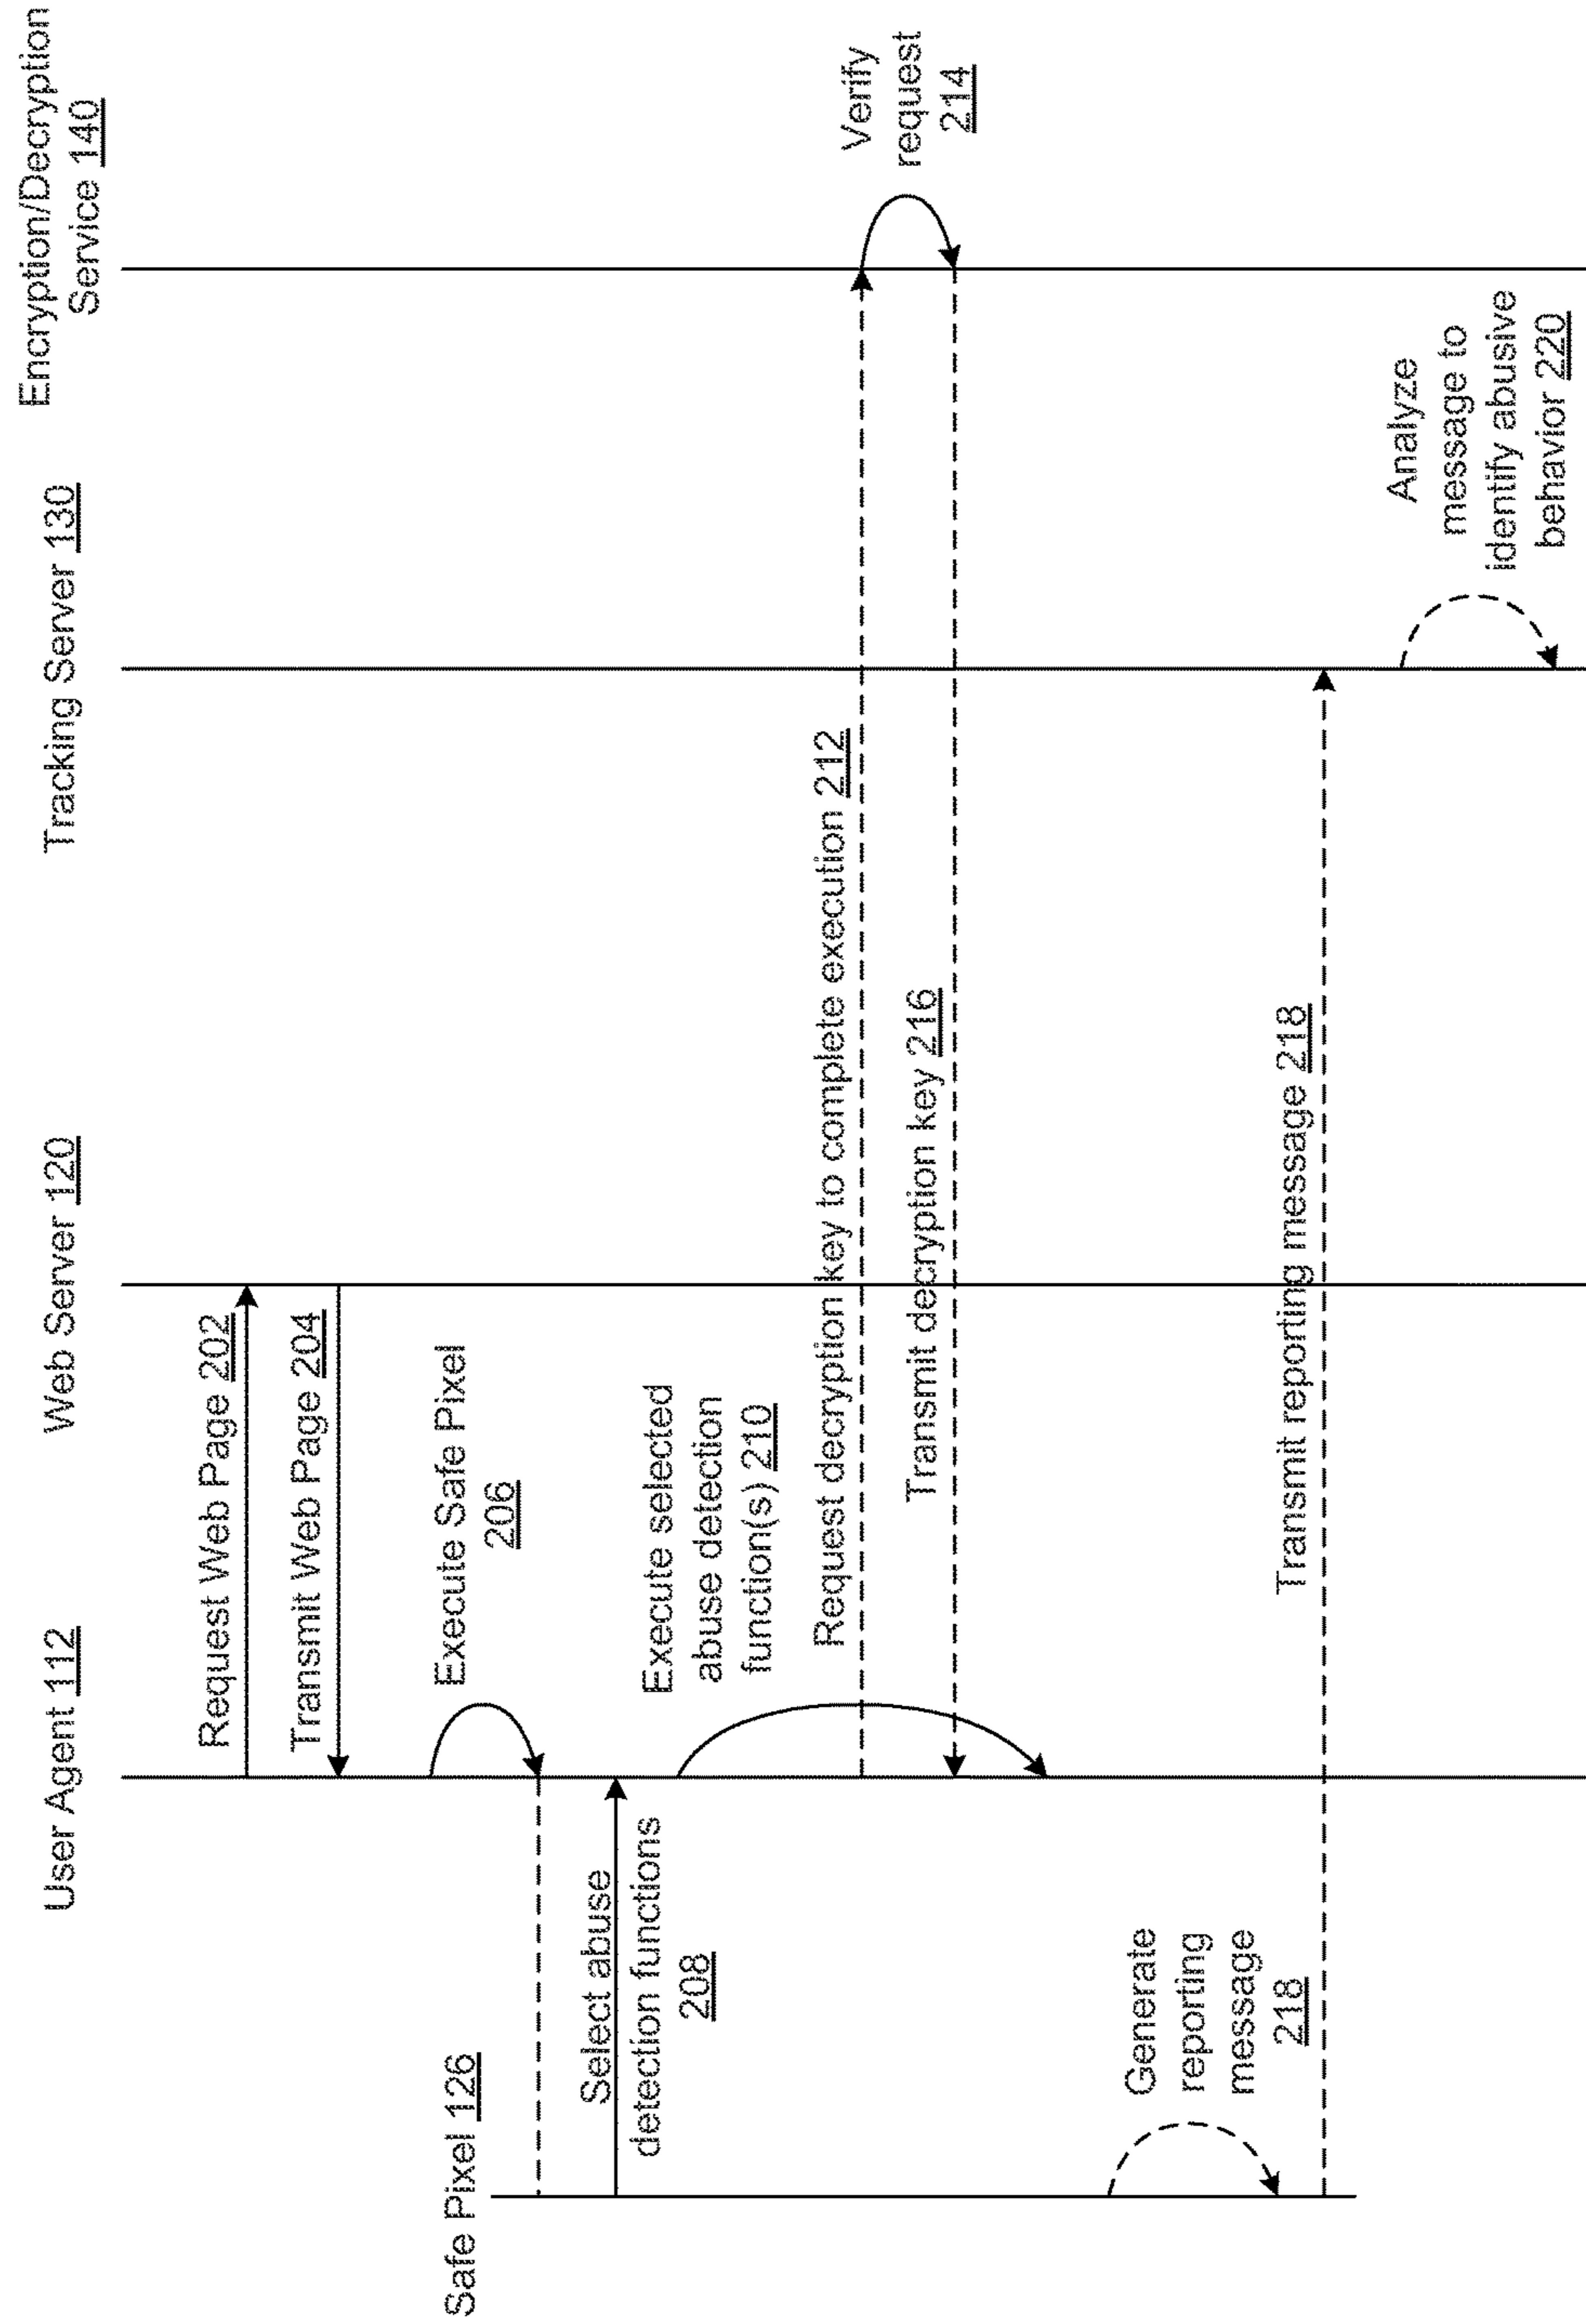 User Agent 112
Web Server 120
Tracking Server 130
Encryption/Decryption
Service 140
Request Web Page 202
Transmit Web Page 204
Safe Pixel 126
Execute Safe Pixel
206
Select abuse
detection functions
208
Execute selected
abuse detection
function(s) 210
Request decryption key to complete execution 212
Verify
request
214
Transmit decryption key 216
Generate
reporting
message
218
Transmit reporting message 218
Analyze
message to
identify abusive
behavior 220